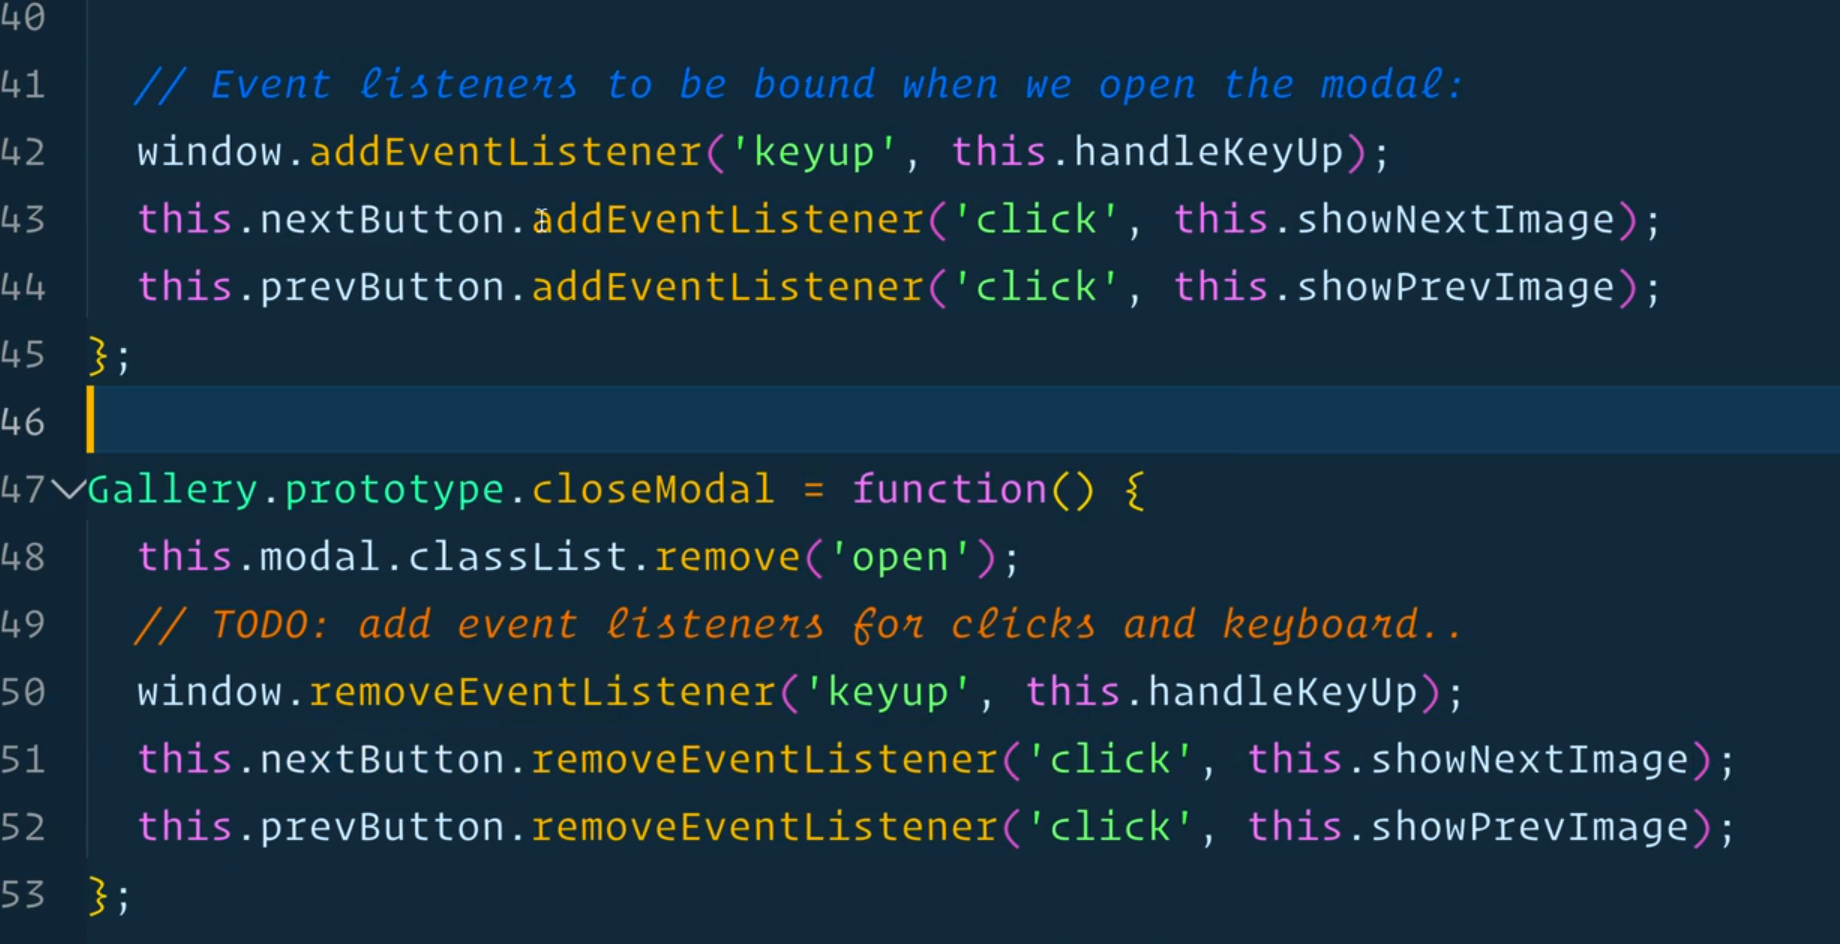 40
41 // Event listeners to be bound when we open the modal:
42 window.addEventListener('keyup', this.handleKeyUp);
43 this.nextButton.addEventListener('click', this.showNextImage);
44 this.prevButton.addEventListener('click', this.showPrevImage);
45 };
46
47 Gallery.prototype.closeModal = function() {
48 this.modal.classList.remove('open');
49 // TODO: add event listeners for clicks and keyboard..
50 window.removeEventListener('keyup', this.handleKeyUp);
51 this.nextButton.removeEventListener('click', this.showNextImage);
52 this.prevButton.removeEventListener('click', this.showPrevImage);
53 };